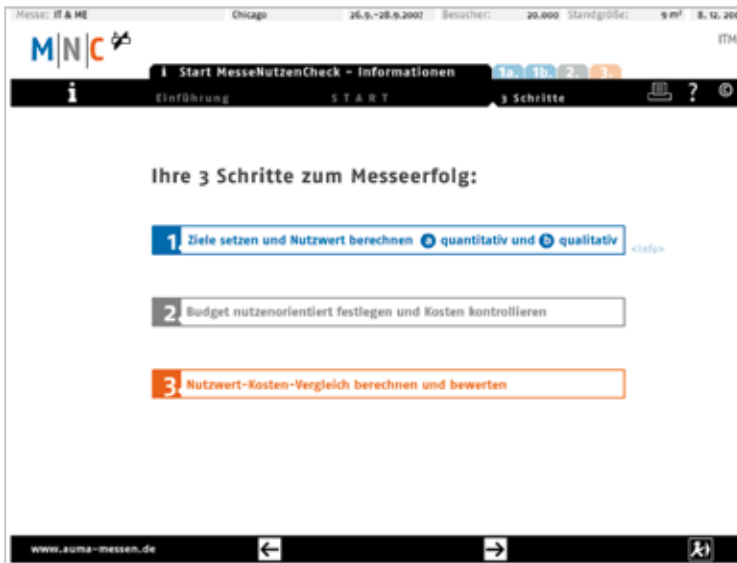 Messe: IT & ME Chicago 26.9.-28.9.2007 Besucher: 20.000 Standgröße: 9 m² 8. 12. 200
M|N|C
ITM
i Start MesseNutzenCheck – Informationen 1a. 1b. 2. 3.
i Einführung START 3 Schritte ? ©
Ihre 3 Schritte zum Messeerfolg:
1. Ziele setzen und Nutzwert berechnen a quantitativ und b qualitativ
<Info>
2. Budget nutzenorientiert festlegen und Kosten kontrollieren
3. Nutzwert-Kosten-Vergleich berechnen und bewerten
www.auma-messen.de ← →